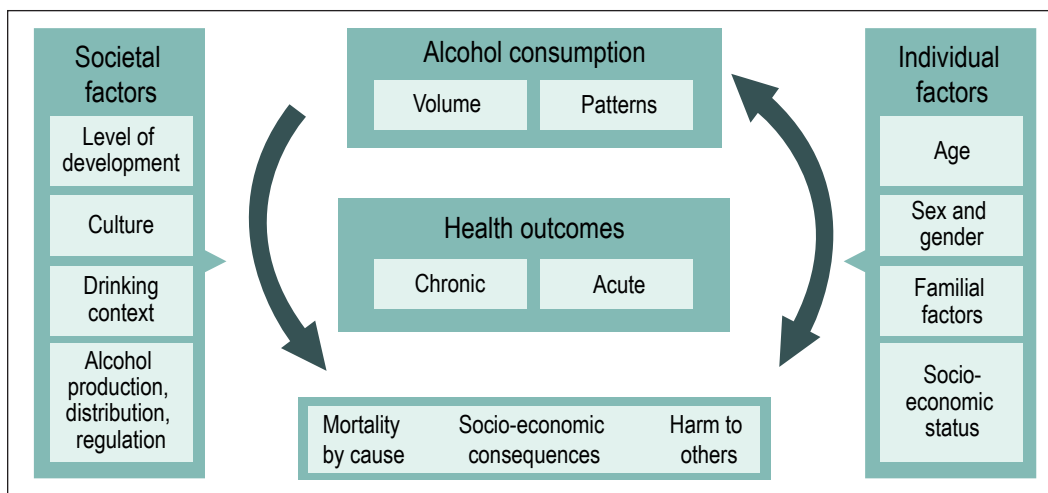 Societal
factors
Level of
development
Culture
Drinking
context
Alcohol
production,
distribution,
regulation
Alcohol consumption
Volume
Patterns
Health outcomes
Chronic
Acute
Mortality
by cause
Socio-economic
consequences
Harm to
others
Individual
factors
Age
Sex and
gender
Familial
factors
Socio-
economic
status